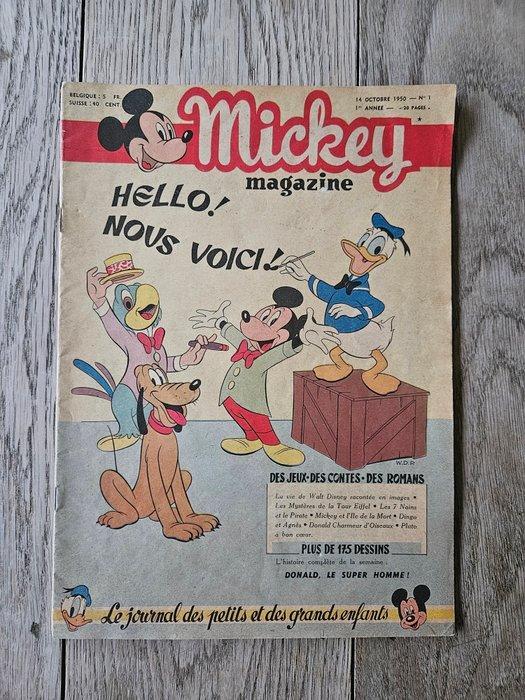 BELGIQUE : 5 FR.
SUISSE : 40 CENT.
14 OCTOBRE 1950 — Nº 1
1re ANNÉE — 20 PAGES.
Mickey
magazine
HELLO!
NOUS VOICI!
W.D.P.
DES JEUX·DES CONTES·DES ROMANS
La vie de Walt Disney racontée en images •
Les Mystères de la Tour Eiffel • Les 7 Nains
et le Pirate • Mickey et l'Ile de la Mort • Dingo
et Agnès • Donald Charmeur d'Oiseaux • Pluto
a bon cœur.
PLUS DE 175 DESSINS
L'histoire complète de la semaine :
DONALD, LE SUPER HOMME !
Le journal des petits et des grands enfants